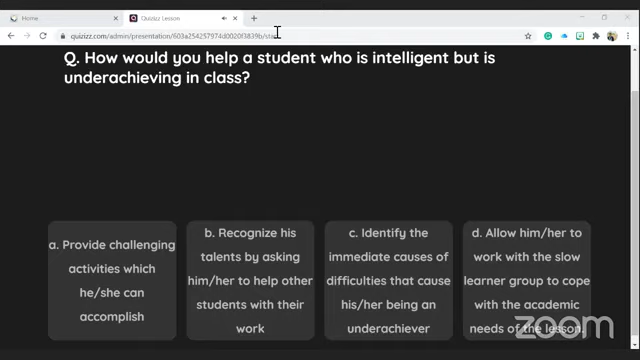 Home
Quizizz Lesson
quizizz.com/admin/presentation/603a254257974d0020f3839b/sta
Q. How would you help a student who is intelligent but is
underachieving in class?
a. Provide challenging
activities which
he/she can
accomplish
b. Recognize his
talents by asking
him/her to help other
students with their
work
c. Identify the
immediate causes of
difficulties that cause
his/her being an
underachiever
d. Allow him/her to
work with the slow
learner group to cope
with the academic
needs of the lesson.
zoom